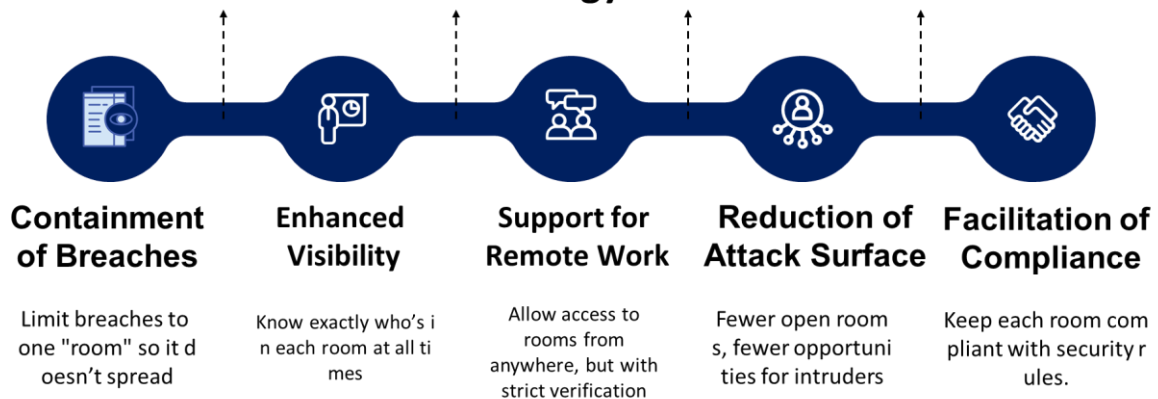 Containment
of Breaches
Limit breaches to
one "room" so it d
oesn’t spread
Enhanced
Visibility
Know exactly who’s i
n each room at all ti
mes
Support for
Remote Work
Allow access to
rooms from
anywhere, but with
strict verification
Reduction of
Attack Surface
Fewer open room
s, fewer opportuni
ties for intruders
Facilitation of
Compliance
Keep each room com
pliant with security r
ules.